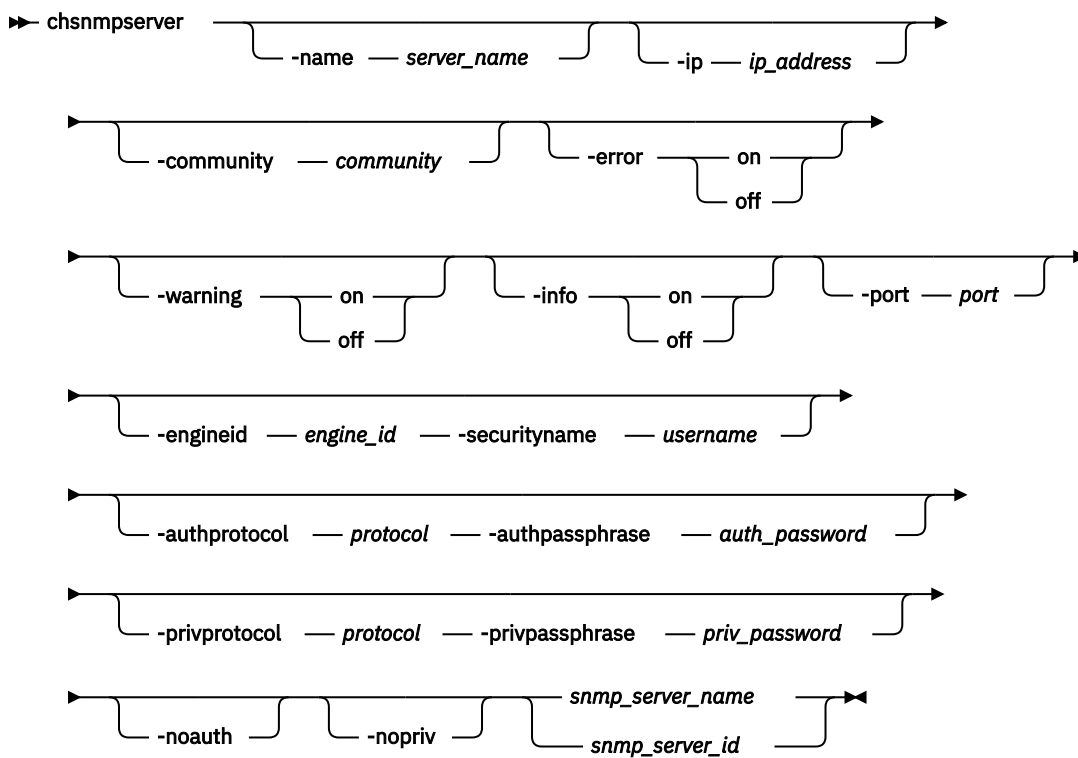 chsnmpserver
-name server_name -ip ip_address
-community community -error on
off
-warning on -info on -port port
off off
-engineid engine_id -securityname username
-authprotocol protocol -authpassphrase auth_password
-privprotocol protocol -privpassphrase priv_password
snmp_server_name
-noauth -nopriv snmp_server_id